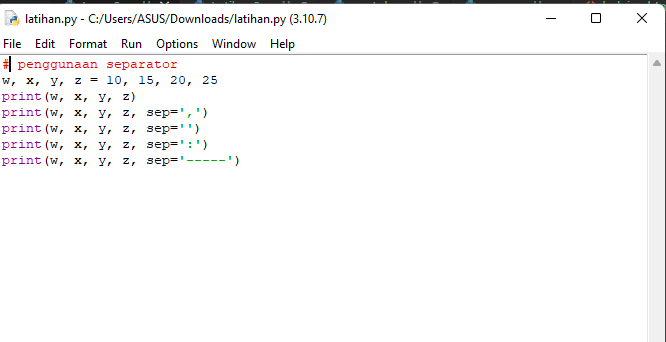 latihan.py - C:/Users/ASUS/Downloads/latihan.py (3.10.7)
File Edit Format Run Options Window Help
# penggunaan separator
w, x, y, z = 10, 15, 20, 25
print(w, x, y, z)
print(w, x, y, z, sep=',')
print(w, x, y, z, sep='')
print(w, x, y, z, sep=':')
print(w, x, y, z, sep='-----')